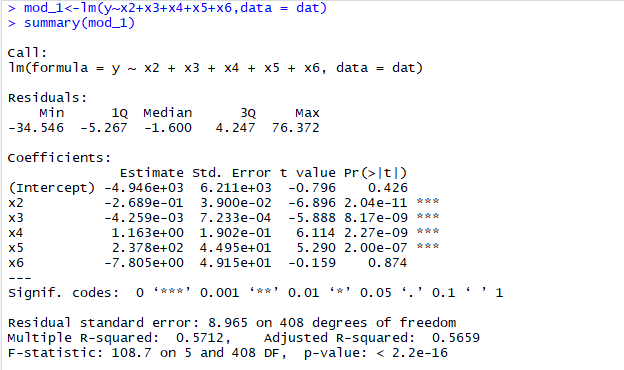 > mod_1<-lm(y~x2+x3+x4+x5+x6,data = dat)
> summary(mod_1)
Call:
lm(formula = y ~ x2 + x3 + x4 + x5 + x6, data = dat)
Residuals:
    Min      1Q  Median      3Q     Max
-34.546  -5.267  -1.600   4.247  76.372
Coefficients:
              Estimate Std. Error t value Pr(>|t|)
(Intercept) -4.946e+03  6.211e+03  -0.796    0.426
x2          -2.689e-01  3.900e-02  -6.896 2.04e-11 ***
x3          -4.259e-03  7.233e-04  -5.888 8.17e-09 ***
x4           1.163e+00  1.902e-01   6.114 2.27e-09 ***
x5           2.378e+02  4.495e+01   5.290 2.00e-07 ***
x6          -7.805e+00  4.915e+01  -0.159    0.874
---
Signif. codes:  0 ‘***’ 0.001 ‘**’ 0.01 ‘*’ 0.05 ‘.’ 0.1 ‘ ’ 1
Residual standard error: 8.965 on 408 degrees of freedom
Multiple R-squared:  0.5712,    Adjusted R-squared:  0.5659
F-statistic: 108.7 on 5 and 408 DF,  p-value: < 2.2e-16